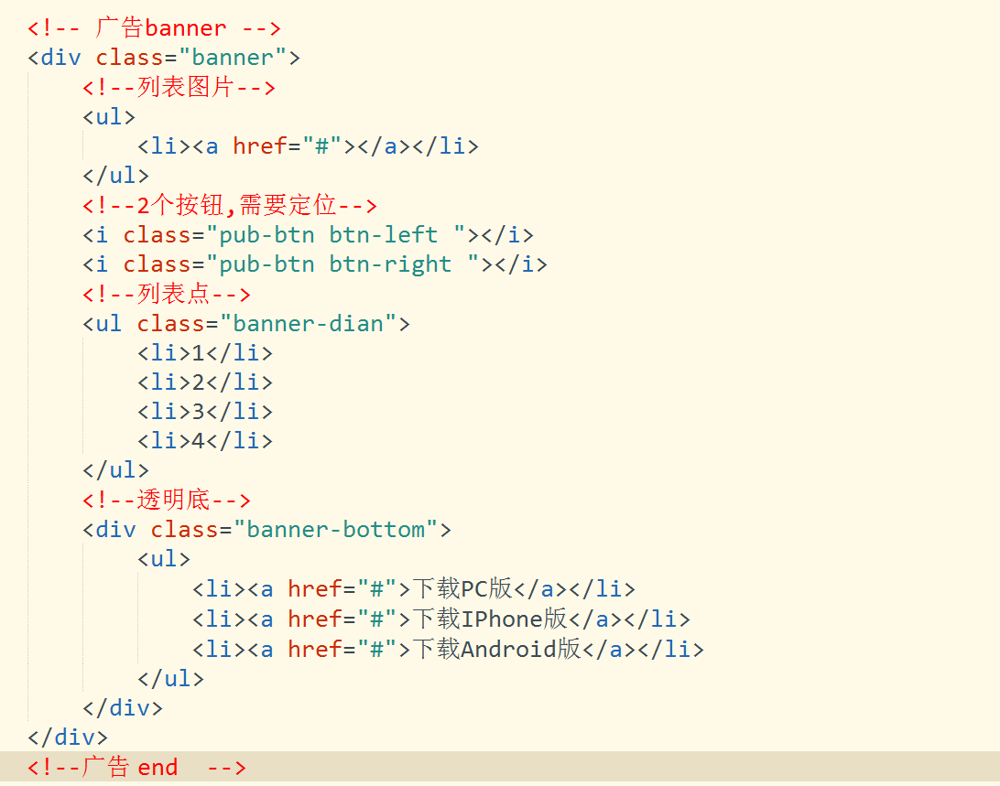 <!-- 广告banner -->
<div class="banner">
    <!--列表图片-->
    <ul>
        <li><a href="#"></a></li>
    </ul>
    <!--2个按钮,需要定位-->
    <i class="pub-btn btn-left "></i>
    <i class="pub-btn btn-right "></i>
    <!--列表点-->
    <ul class="banner-dian">
        <li>1</li>
        <li>2</li>
        <li>3</li>
        <li>4</li>
    </ul>
    <!--透明底-->
    <div class="banner-bottom">
        <ul>
            <li><a href="#">下载PC版</a></li>
            <li><a href="#">下载IPhone版</a></li>
            <li><a href="#">下载Android版</a></li>
        </ul>
    </div>
</div>
<!--广告 end  -->